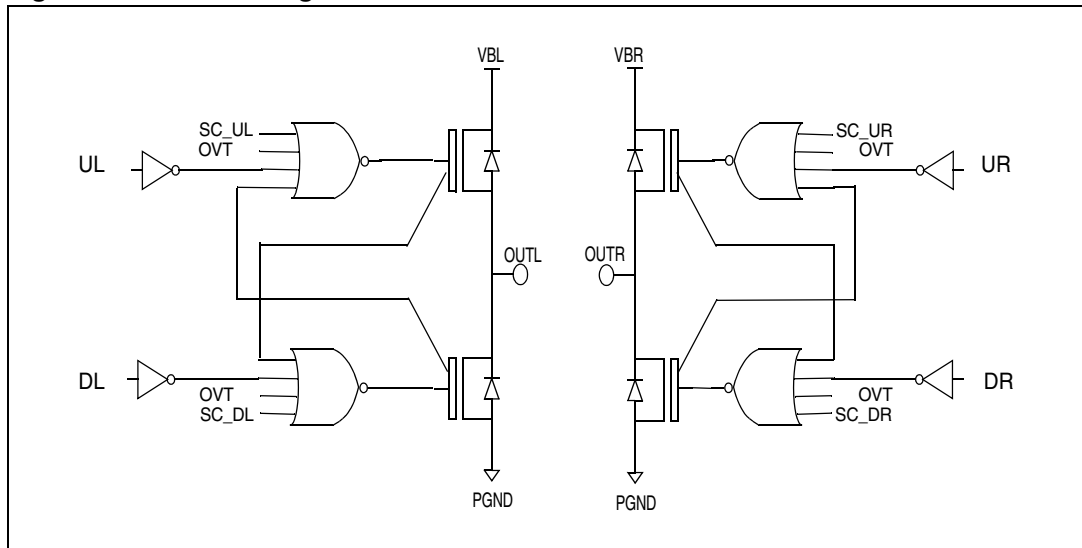 VBL VBR
SC_UL SC_UR
OVT OVT
UL UR
OUTL OUTR
DL DR
OVT OVT
SC_DL SC_DR
PGND PGND